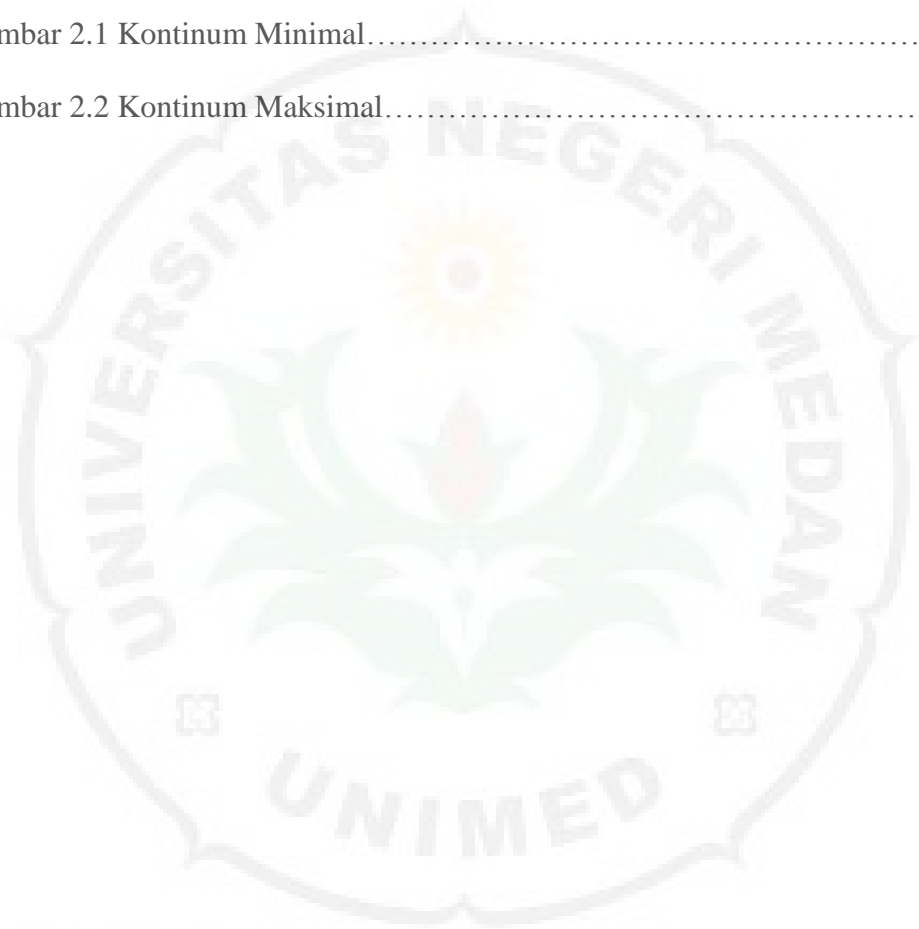 mbar 2.1 Kontinum Minimal……………………………………………………
mbar 2.2 Kontinum Maksimal…………………………………………………
UNIVERSITAS NEGERI MEDAN
UNIMED